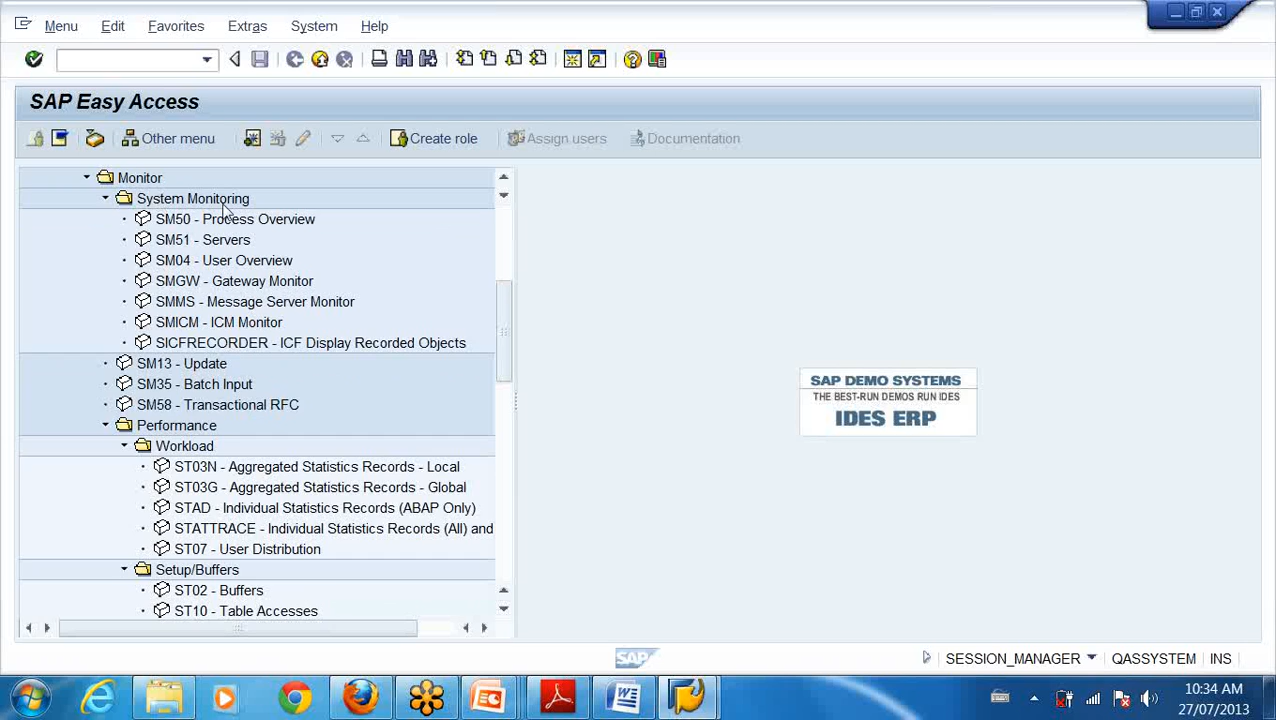 Menu Edit Favorites Extras System Help
SAP Easy Access
Other menu Create role Assign users Documentation
Monitor
System Monitoring
SM50 - Process Overview
SM51 - Servers
SM04 - User Overview
SMGW - Gateway Monitor
SMMS - Message Server Monitor
SMICM - ICM Monitor
SICFRECORDER - ICF Display Recorded Objects
SM13 - Update
SM35 - Batch Input
SM58 - Transactional RFC
Performance
Workload
ST03N - Aggregated Statistics Records - Local
ST03G - Aggregated Statistics Records - Global
STAD - Individual Statistics Records (ABAP Only)
STATTRACE - Individual Statistics Records (All) and
ST07 - User Distribution
Setup/Buffers
ST02 - Buffers
ST10 - Table Accesses
SAP DEMO SYSTEMS
THE BEST-RUN DEMOS RUN IDES
IDES ERP
SAP
SESSION_MANAGER QASSYSTEM INS
10:34 AM
27/07/2013